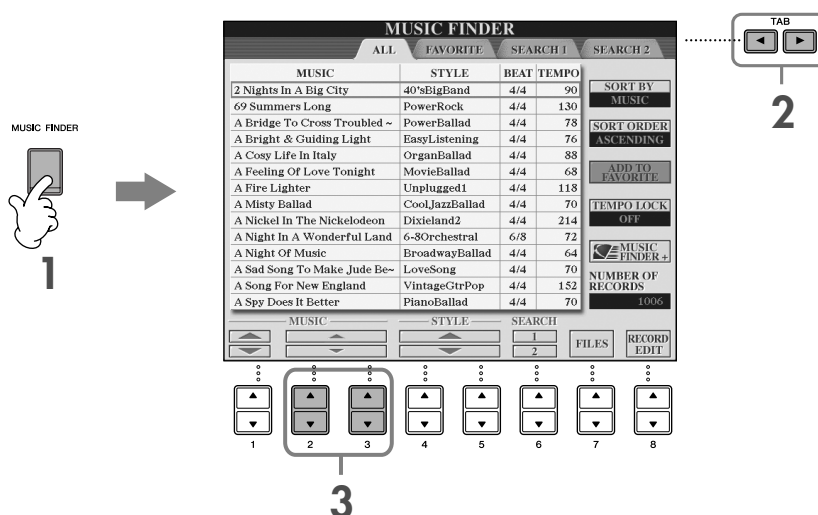 MUSIC FINDER
ALL FAVORITE SEARCH 1 SEARCH 2
TAB
2
MUSIC STYLE BEAT TEMPO
2 Nights In A Big City 40'sBigBand 4/4 90
69 Summers Long PowerRock 4/4 130
A Bridge To Cross Troubled ~ PowerBallad 4/4 78
A Bright & Guiding Light EasyListening 4/4 76
A Cosy Life In Italy OrganBallad 4/4 88
A Feeling Of Love Tonight MovieBallad 4/4 68
A Fire Lighter Unplugged1 4/4 118
A Misty Ballad CoolJazzBallad 4/4 70
A Nickel In The Nickelodeon Dixieland2 4/4 214
A Night In A Wonderful Land 6-8Orchestral 6/8 72
A Night Of Music BroadwayBallad 4/4 64
A Sad Song To Make Jude Be~ LoveSong 4/4 70
A Song For New England VintageGtrPop 4/4 152
A Spy Does It Better PianoBallad 4/4 70
SORT BY
MUSIC
SORT ORDER
ASCENDING
ADD TO
FAVORITE
TEMPO LOCK
OFF
MUSIC
FINDER +
NUMBER OF
RECORDS
1006
MUSIC FINDER
1
MUSIC STYLE SEARCH
1
2
FILES
RECORD
EDIT
1 2 3 4 5 6 7 8
3